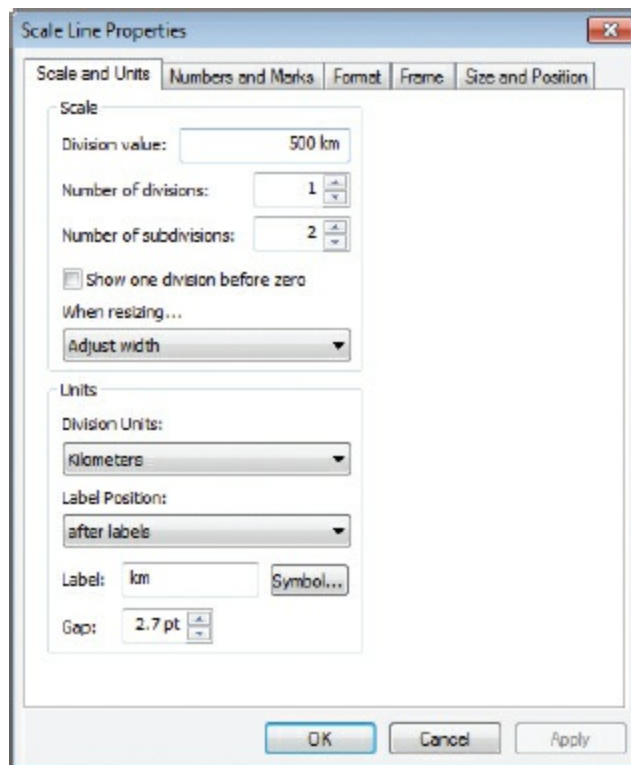 Scale Line Properties
Scale and Units Numbers and Marks Format Frame Size and Position
Scale
Division value: 500 km
Number of divisions: 1
Number of subdivisions: 2
Show one division before zero
When resizing...
Adjust width
Units
Division Units:
Kilometers
Label Position:
after labels
Label: km Symbol...
Gap: 2.7 pt
OK Cancel Apply